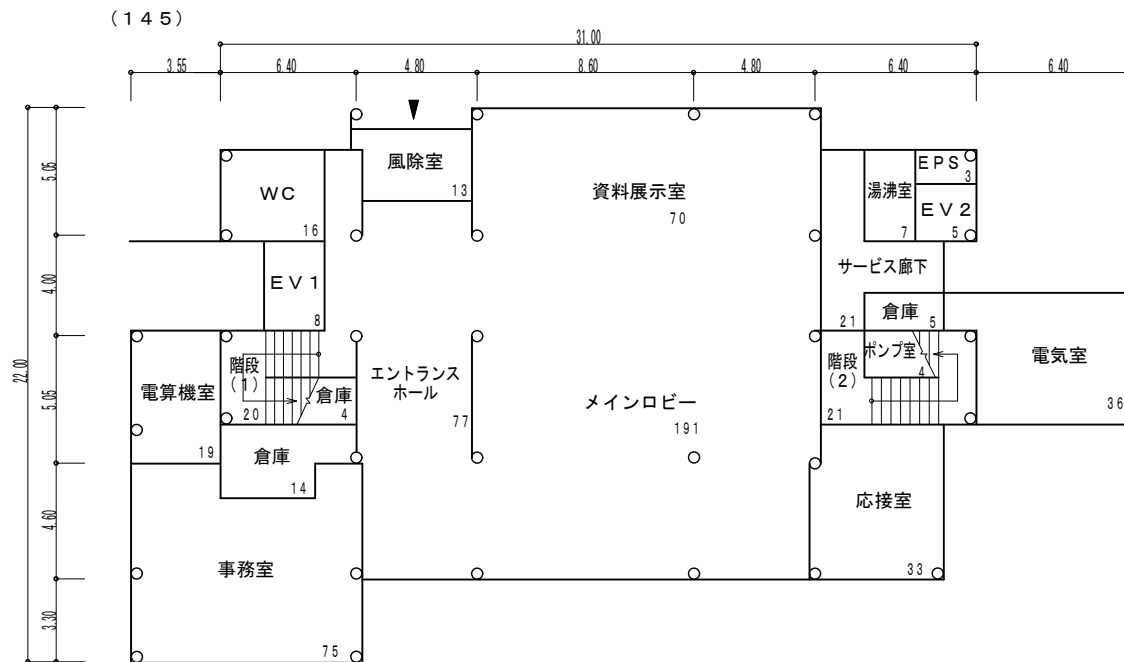 (145)
31.00
3.55
6.40
4.80
8.60
4.80
6.40
6.40
5.05
4.00
22.00
5.05
4.60
3.30
風除室
13
WC
16
資料展示室
70
EPS
3
湯沸室
7
EV2
5
サービス廊下
21
EV1
8
倉庫
5
階段
(1)
20
倉庫
4
エントランス
ホール
77
メインロビー
191
階段
(2)
21
ポンプ室
4
電気室
36
電算機室
19
倉庫
14
応接室
33
事務室
75